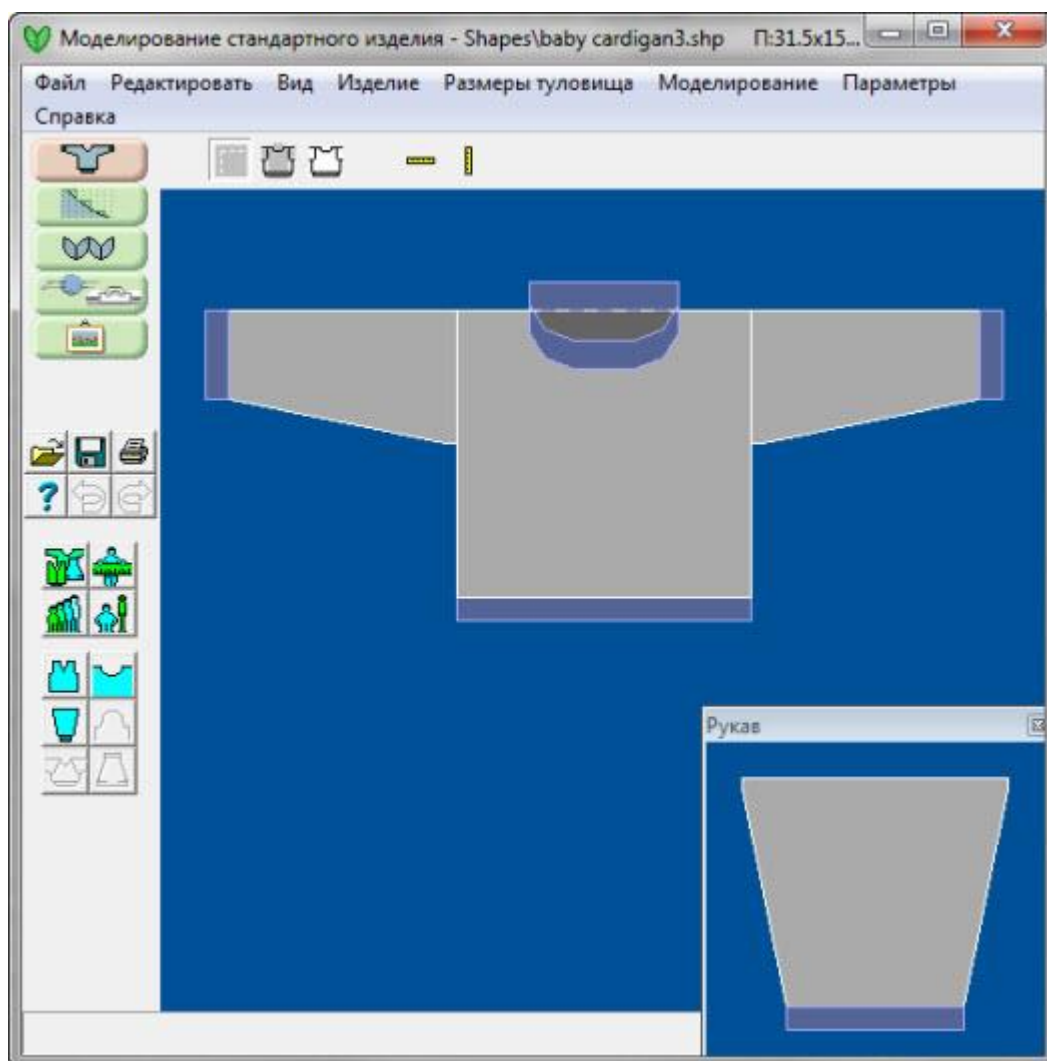 Моделирование стандартного изделия - Shapes\baby cardigan3.shp П:31.5x15...
Файл Редактировать Вид Изделие Размеры туловища Моделирование Параметры
Справка
Рукав